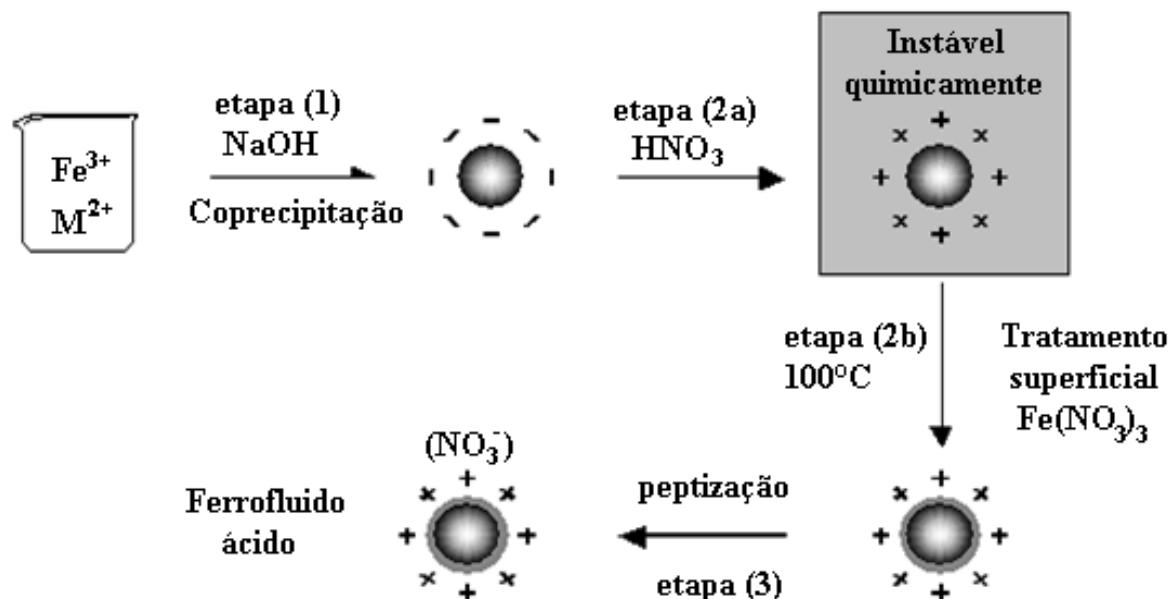 Fe³⁺
M²⁺
etapa (1)
NaOH
Coprecipitação
etapa (2a)
HNO₃
Instável
quimicamente
etapa (2b)
100°C
Tratamento
superficial
Fe(NO₃)₃
peptização
etapa (3)
(NO₃⁻)
Ferrofluido
ácido